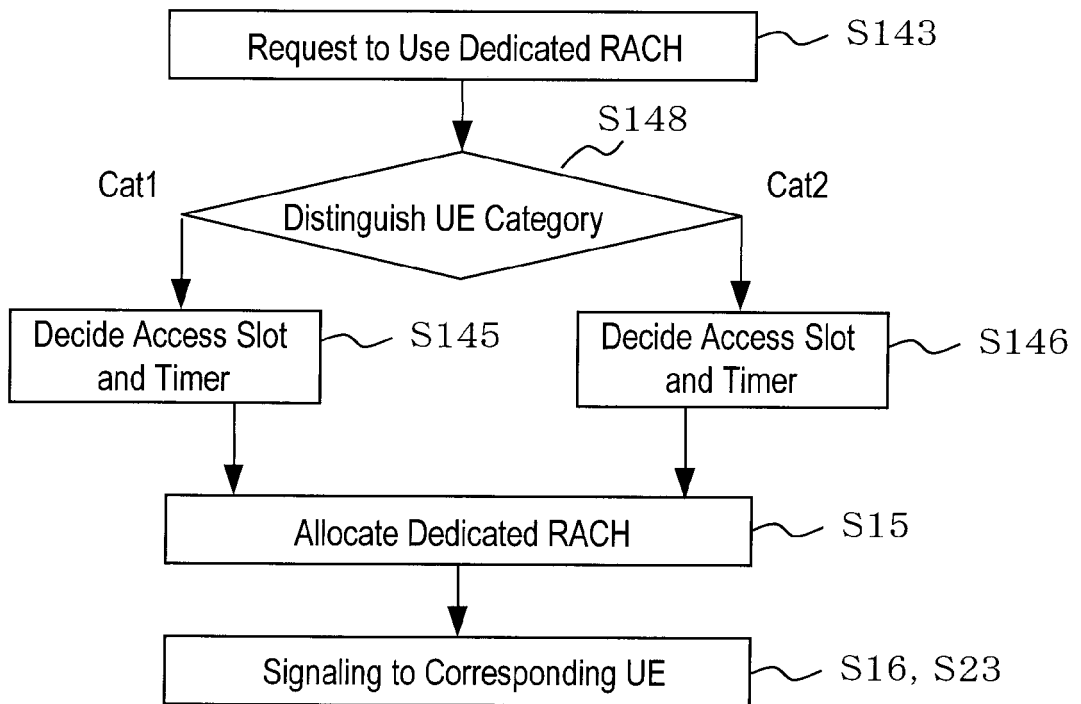 Request to Use Dedicated RACH
S143
S148
Cat1
Cat2
Distinguish UE Category
Decide Access Slot
and Timer
S145
Decide Access Slot
and Timer
S146
Allocate Dedicated RACH
S15
Signaling to Corresponding UE
S16, S23